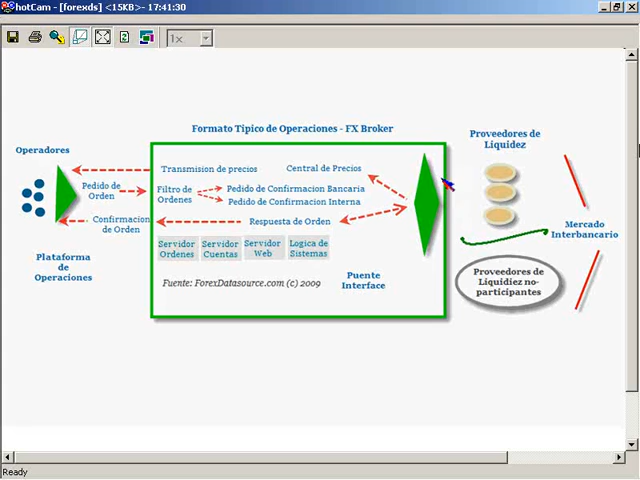 hotCam - [forexds] <15KB> - 17:41:30
1x
Formato Tipico de Operaciones - FX Broker
Operadores
Proveedores de
Liquidez
Transmision de precios
Central de Precios
Pedido de
Orden
Filtro de
Ordenes
Pedido de Confirmacion Bancaria
Pedido de Confirmacion Interna
Confirmacion
de Orden
Respuesta de Orden
Mercado
Interbancario
Servidor
Ordenes
Servidor
Cuentas
Servidor
Web
Logica de
Sistemas
Plataforma
de
Operaciones
Puente
Interface
Fuente: ForexDatasource.com (c) 2009
Proveedores de
Liquidiez no-
participantes
Ready